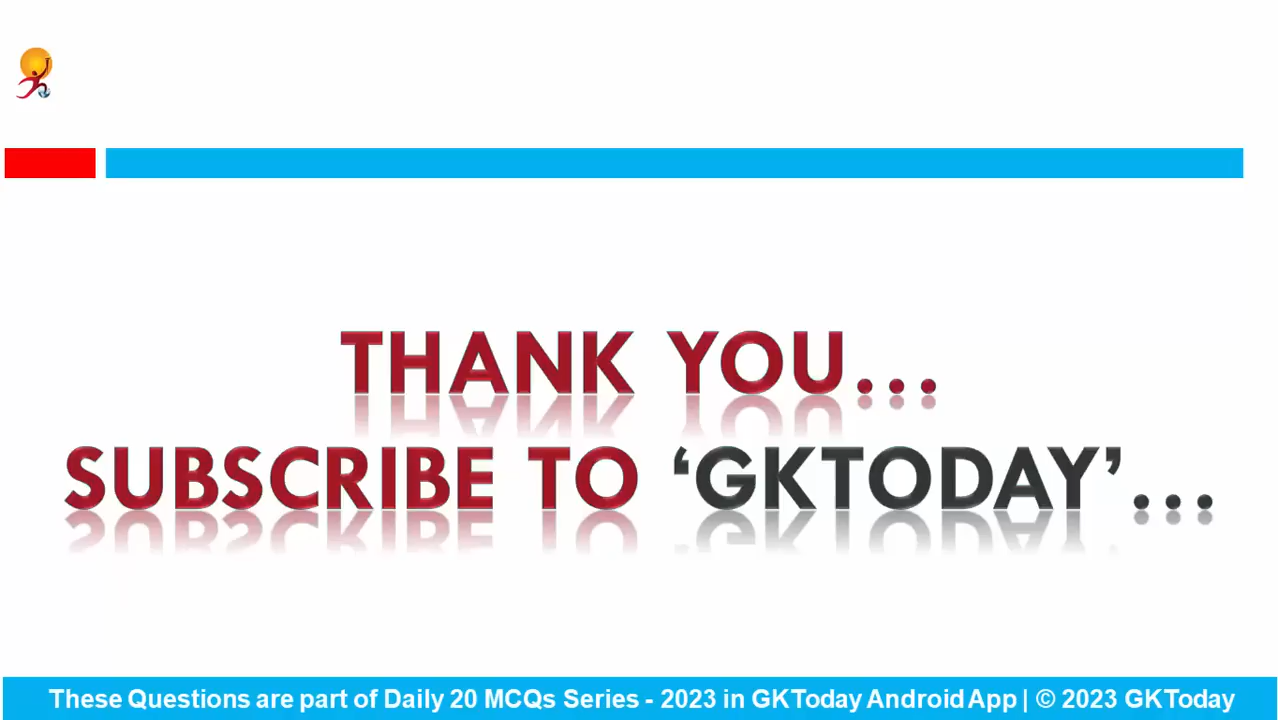 THANK YOU...
SUBSCRIBE TO ‘GKTODAY’...
These Questions are part of Daily 20 MCQs Series - 2023 in GKToday Android App | © 2023 GKToday